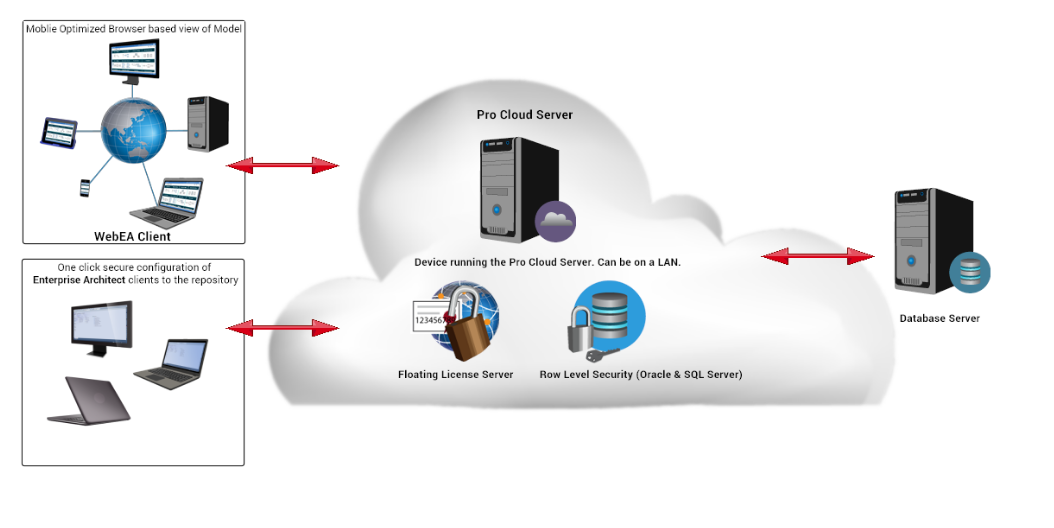 Moblie Optimized Browser based view of Model
WebEA Client
One click secure configuration of
Enterprise Architect clients to the repository
Pro Cloud Server
Device running the Pro Cloud Server. Can be on a LAN.
123456
Floating License Server
Row Level Security (Oracle & SQL Server)
Database Server